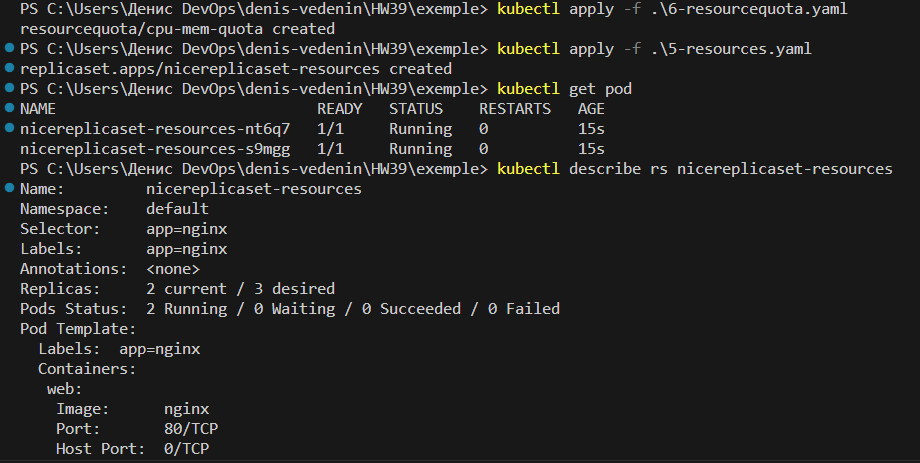 PS C:\Users\Денис DevOps\denis-vedenin\HW39\exemple> kubectl apply -f .\6-resourcequota.yaml
resourcequota/cpu-mem-quota created
PS C:\Users\Денис DevOps\denis-vedenin\HW39\exemple> kubectl apply -f .\5-resources.yaml
replicaset.apps/nicereplicaset-resources created
PS C:\Users\Денис DevOps\denis-vedenin\HW39\exemple> kubectl get pod
NAME                             READY   STATUS    RESTARTS   AGE
nicereplicaset-resources-nt6q7   1/1     Running   0          15s
nicereplicaset-resources-s9mgg   1/1     Running   0          15s
PS C:\Users\Денис DevOps\denis-vedenin\HW39\exemple> kubectl describe rs nicereplicaset-resources
Name:         nicereplicaset-resources
Namespace:    default
Selector:     app=nginx
Labels:       app=nginx
Annotations:  <none>
Replicas:     2 current / 3 desired
Pods Status:  2 Running / 0 Waiting / 0 Succeeded / 0 Failed
Pod Template:
  Labels:  app=nginx
  Containers:
   web:
    Image:      nginx
    Port:       80/TCP
    Host Port:  0/TCP